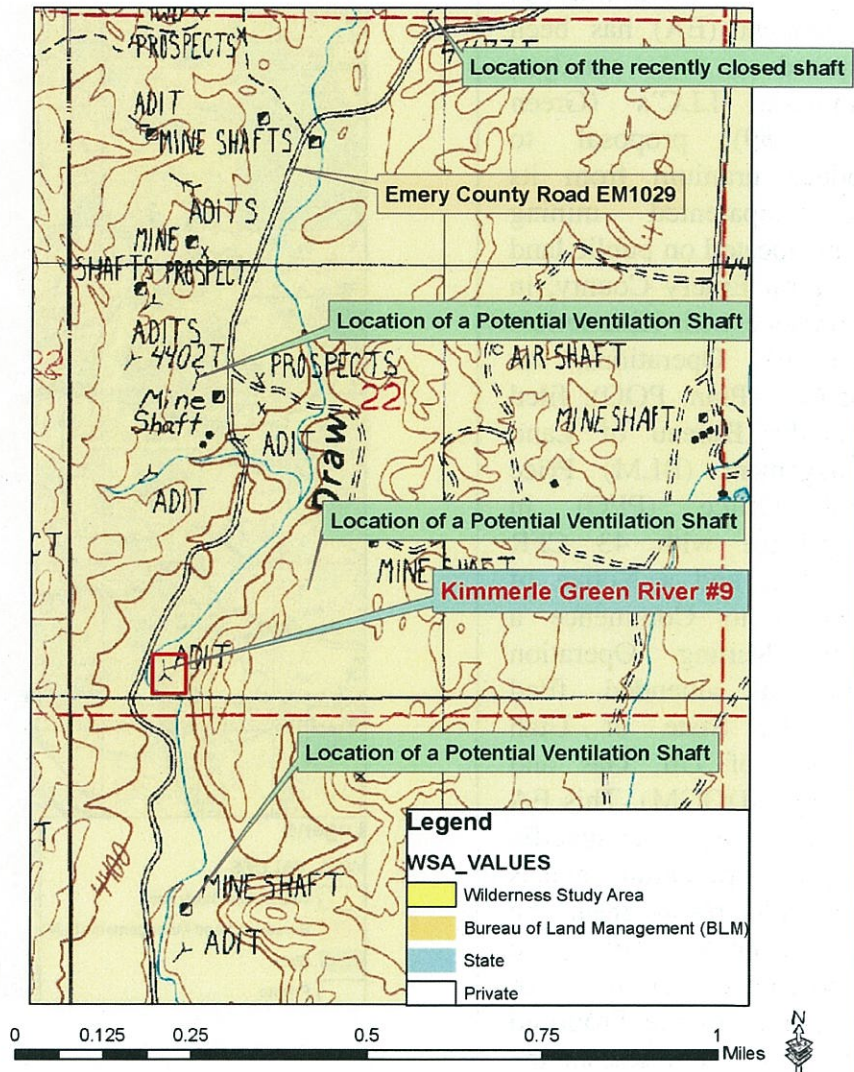 PROSPECTS
Location of the recently closed shaft
ADIT
MINE SHAFTS
Emery County Road EM1029
ADITS
MINE
SHAFTS
PROSPECT
44
Location of a Potential Ventilation Shaft
ADITS
4402T
PROSPECTS
AIR SHAFT
22
Mine
Shaft
MINE SHAFT
ADIT
Draw
ADIT
Location of a Potential Ventilation Shaft
MINE SHAFT
Kimmerle Green River #9
ADIT
Location of a Potential Ventilation Shaft
4400
MINE SHAFT
ADIT
Legend
WSA_VALUES
Wilderness Study Area
Bureau of Land Management (BLM)
State
Private
N
0 0.125 0.25 0.5 0.75 1
Miles